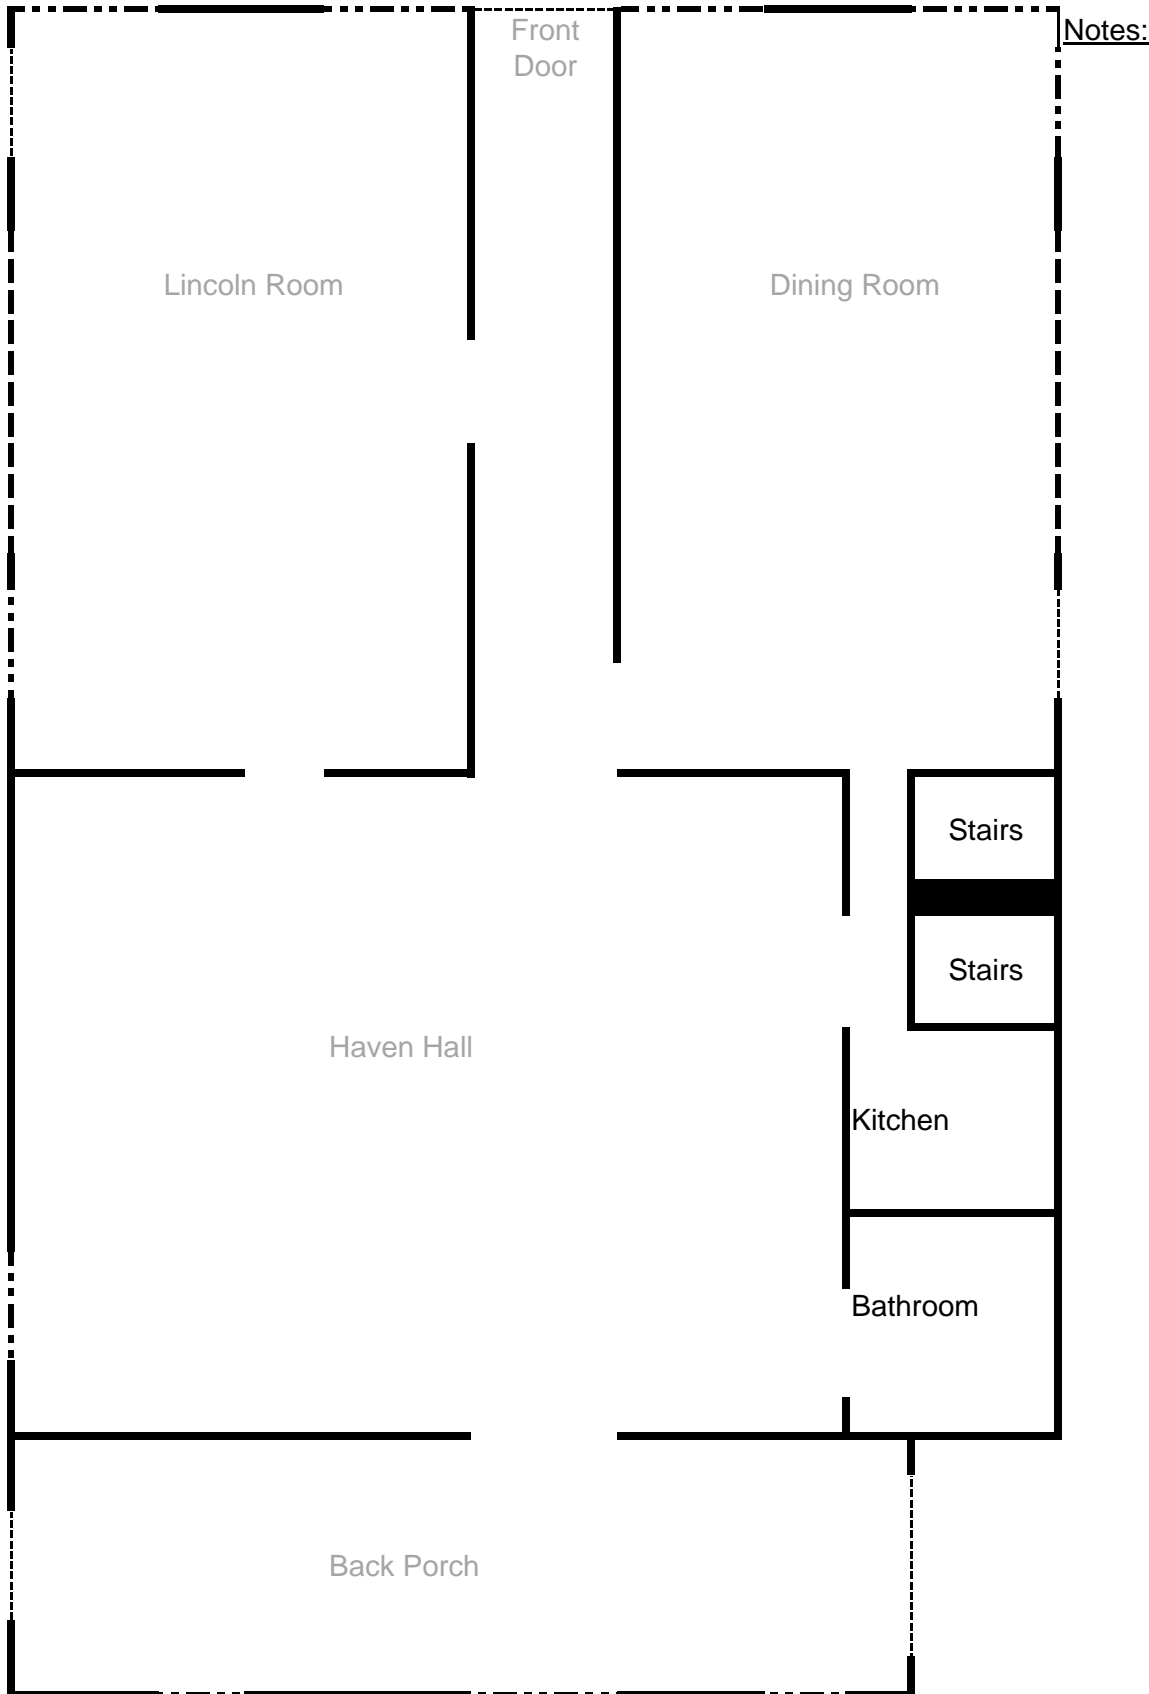 Front
Door
Notes:
Lincoln Room
Dining Room
Stairs
Stairs
Haven Hall
Kitchen
Bathroom
Back Porch